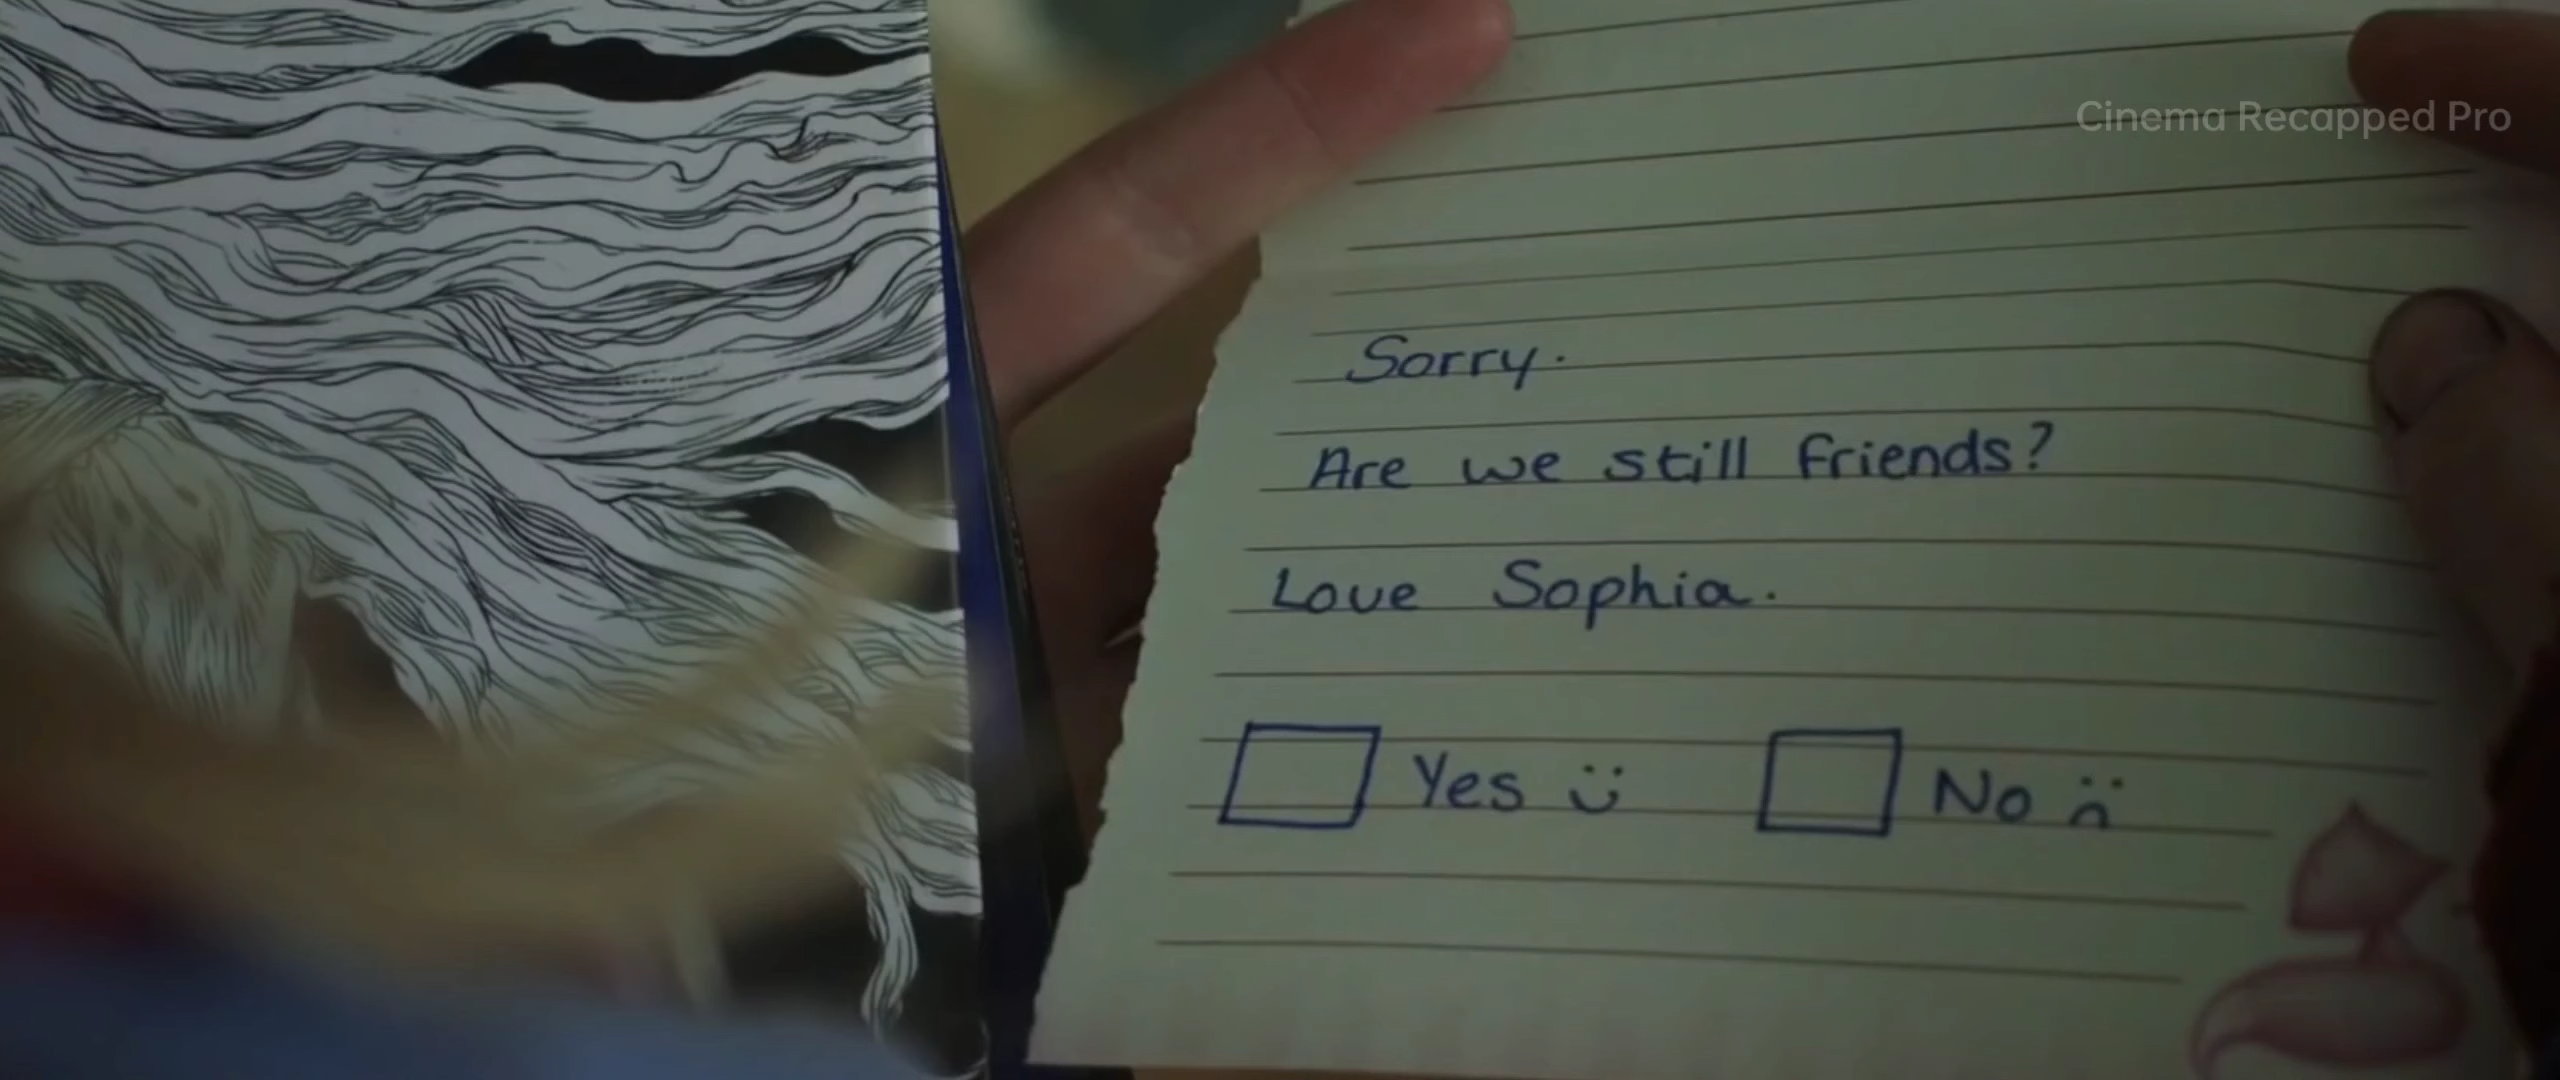 Cinema Recapped Pro
Sorry.
Are we still friends?
Love Sophia.
Yes No